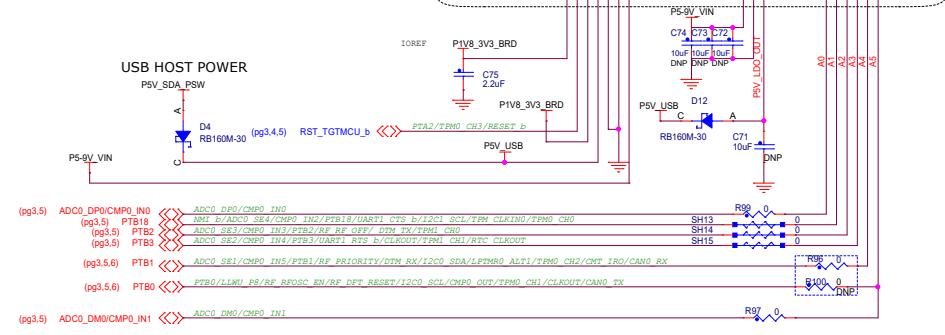 P5-9V_VIN
IOREF
P1V8_3V3_BRD
C74 C73 C72
10uF 10uF 10uF
DNP DNP
P5V_LDO_OUT
A0
A1
A2
A3
A4
A5
USB HOST POWER
P5V_SDA_PSW
C75
2.2uF
A
D4
RB160M-30
C
P1V8_3V3_BRD
P5V_USB
D12
C A
RB160M-30
(pg3,4,5) RST_TGTMCU_b PTA2/TPM0_CH3/RESET_b
P5V_USB
C71
10uF
DNP
P5-9V_VIN
(pg3,5) ADC0_DP0/CMP0_IN0 ADC0_DP0/CMP0_IN0 R99 0
(pg3,5) PTB18 NMI_b/ADC0_SE4/CMP0_IN2/PTB18/UART1_CTS_b/I2C1_SCL/TPM_CLKIN0/TPM0_CH0 SH13 0
(pg3,5) PTB2 ADC0_SE3/CMP0_IN3/PTB2/RF_RF_OFF/ DTM_TX/TPM1_CH0 SH14 0
(pg3,5) PTB3 ADC0_SE2/CMP0_IN4/PTB3/UART1_RTS_b/CLKOUT/TPM1_CH1/RTC_CLKOUT SH15 0
(pg3,5,6) PTB1 ADC0_SE1/CMP0_IN5/PTB1/RF_PRIORITY/DTM_RX/I2C0_SDA/LPTMR0_ALT1/TPM0_CH2/CMT_IRO/CAN0_RX R96 0
(pg3,5,6) PTB0 PTB0/LLWU_P8/RF_RFOSC_EN/RF_DFT_RESET/I2C0_SCL/CMP0_OUT/TPM0_CH1/CLKOUT/CAN0_TX R100 0
DNP
(pg3,5) ADC0_DM0/CMP0_IN1 ADC0_DM0/CMP0_IN1 R97 0